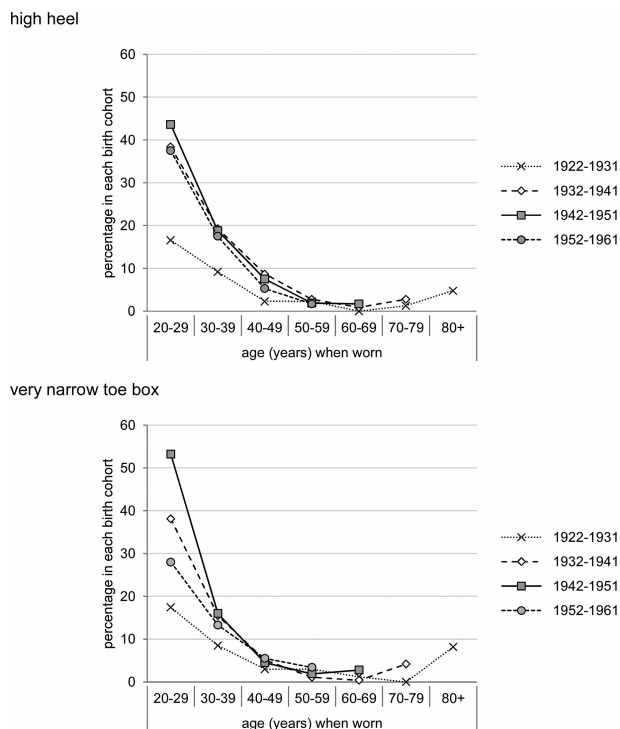 high heel
60
50
40
30
20
10
0
percentage in each birth cohort
20-29 30-39 40-49 50-59 60-69 70-79 80+
age (years) when worn
1922-1931
1932-1941
1942-1951
1952-1961
very narrow toe box
60
50
40
30
20
10
0
percentage in each birth cohort
20-29 30-39 40-49 50-59 60-69 70-79 80+
age (years) when worn
1922-1931
1932-1941
1942-1951
1952-1961